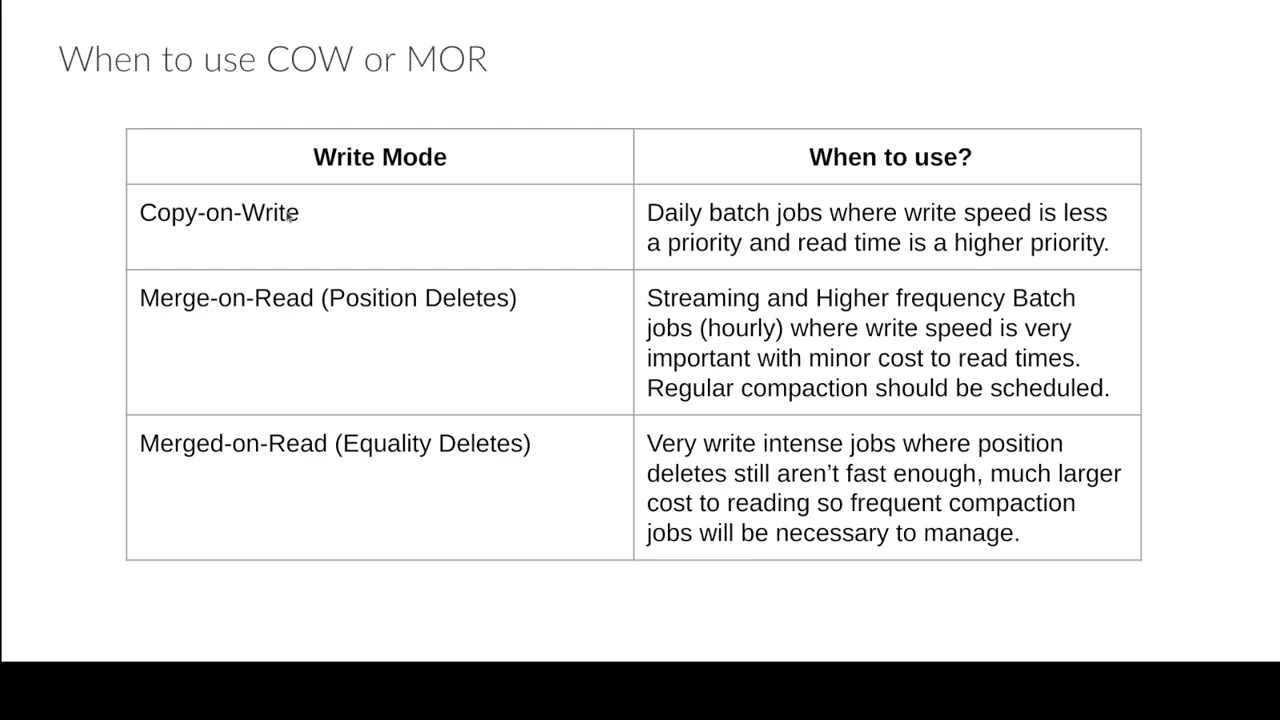 When to use COW or MOR
Write Mode
When to use?
Copy-on-Write
Daily batch jobs where write speed is less
a priority and read time is a higher priority.
Merge-on-Read (Position Deletes)
Streaming and Higher frequency Batch
jobs (hourly) where write speed is very
important with minor cost to read times.
Regular compaction should be scheduled.
Merged-on-Read (Equality Deletes)
Very write intense jobs where position
deletes still aren’t fast enough, much larger
cost to reading so frequent compaction
jobs will be necessary to manage.